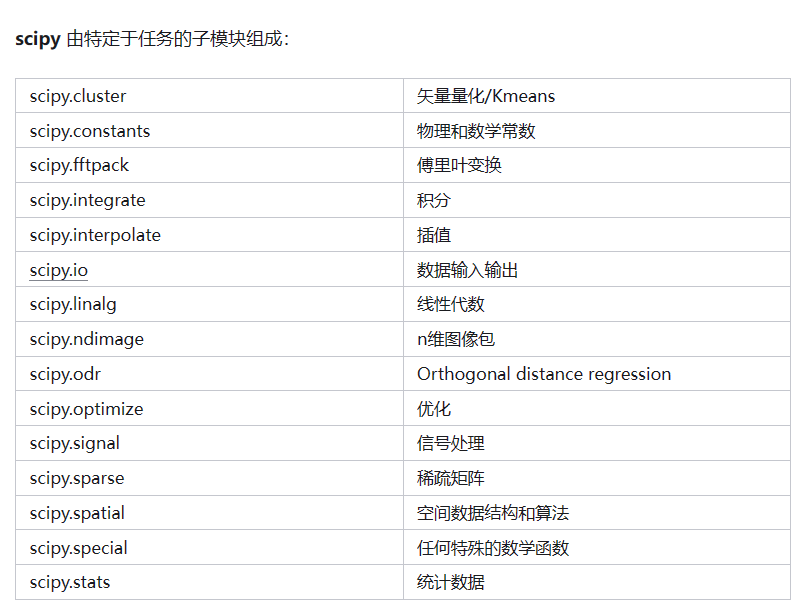 scipy 由特定于任务的子模块组成：
scipy.cluster 矢量量化/Kmeans
scipy.constants 物理和数学常数
scipy.fftpack 傅里叶变换
scipy.integrate 积分
scipy.interpolate 插值
scipy.io 数据输入输出
scipy.linalg 线性代数
scipy.ndimage n维图像包
scipy.odr Orthogonal distance regression
scipy.optimize 优化
scipy.signal 信号处理
scipy.sparse 稀疏矩阵
scipy.spatial 空间数据结构和算法
scipy.special 任何特殊的数学函数
scipy.stats 统计数据